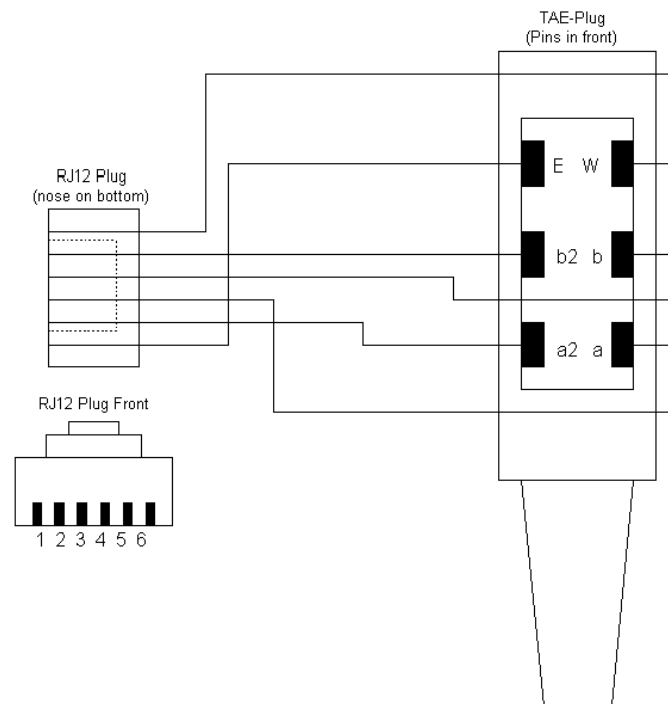 TAE-Plug
(Pins in front)
E W
RJ12 Plug
(nose on bottom)
b2 b
a2 a
RJ12 Plug Front
1 2 3 4 5 6